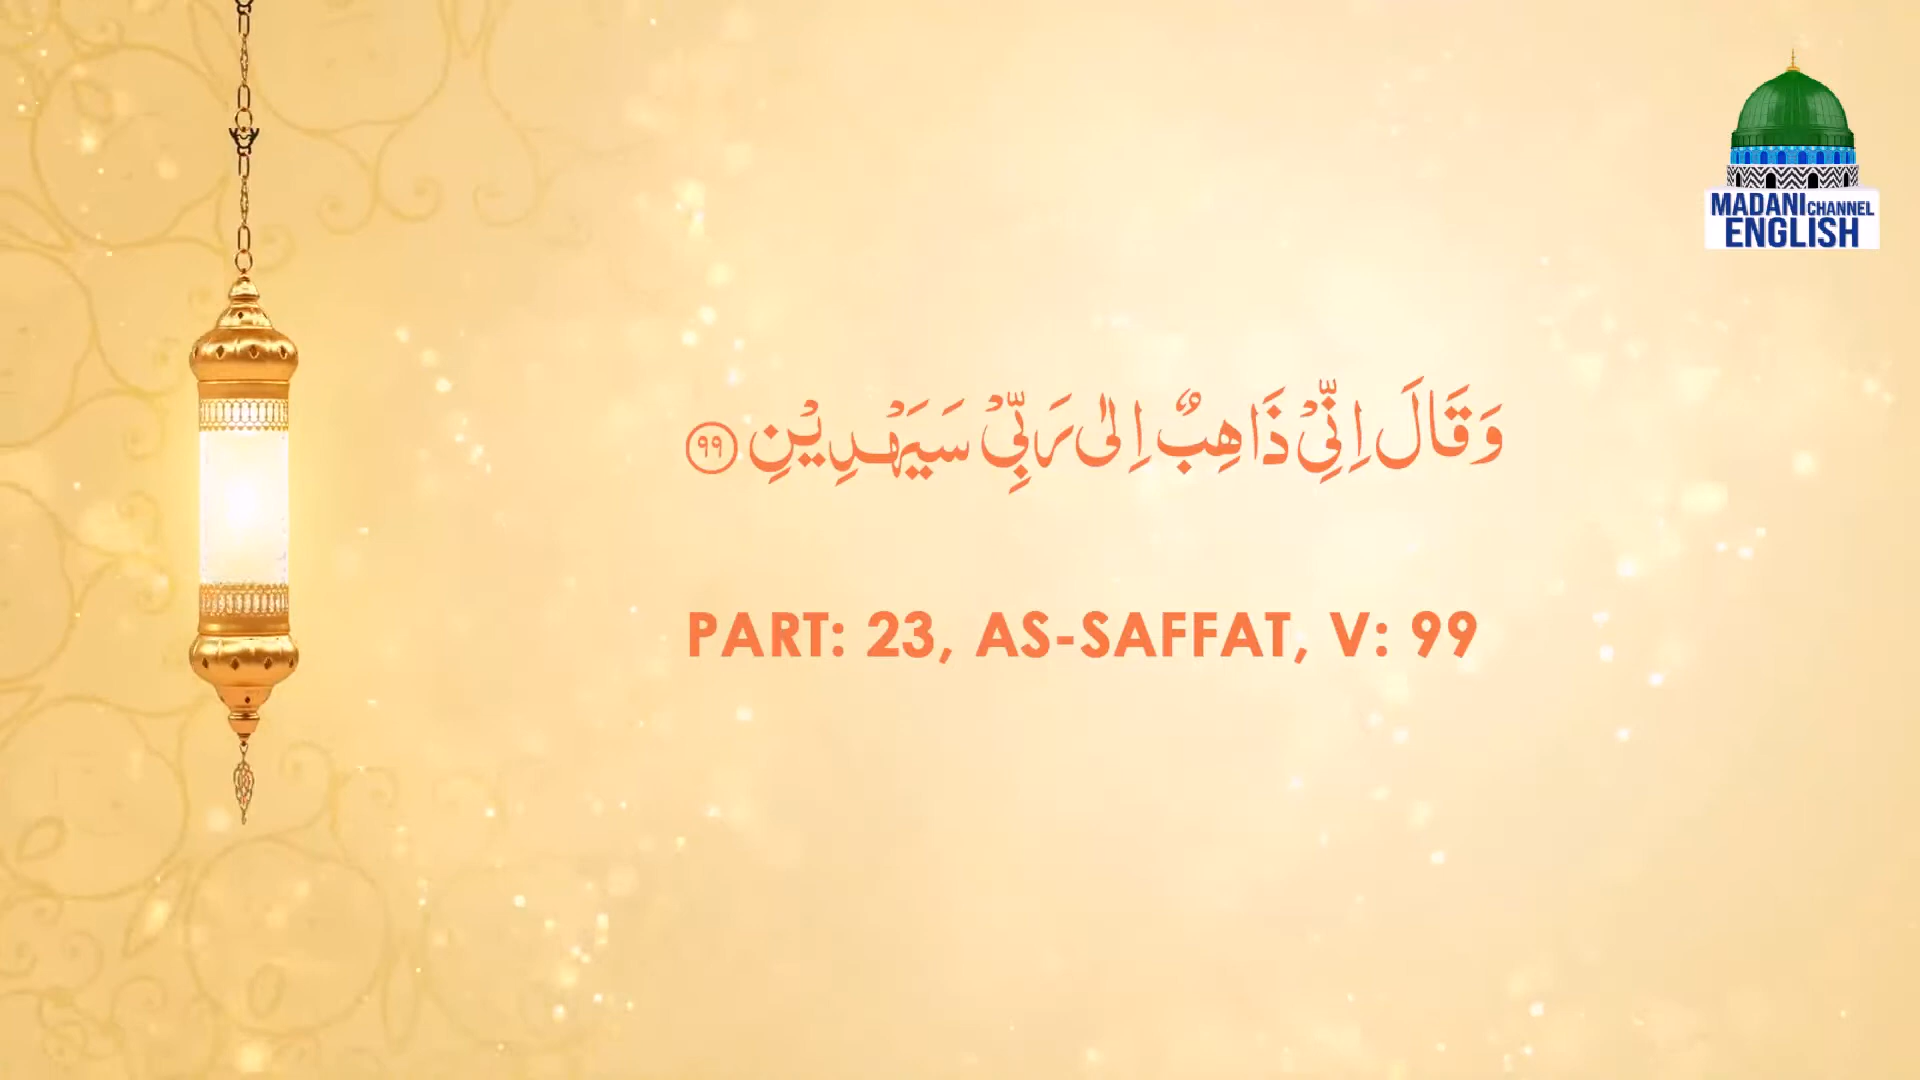 MADANI CHANNEL
ENGLISH
وَقَالَ اِنِّیْ ذَاهِبٌ اِلٰى رَبِّیْ سَیَهْدِیْنِ ﴿۹۹﴾
PART: 23, AS-SAFFAT, V: 99